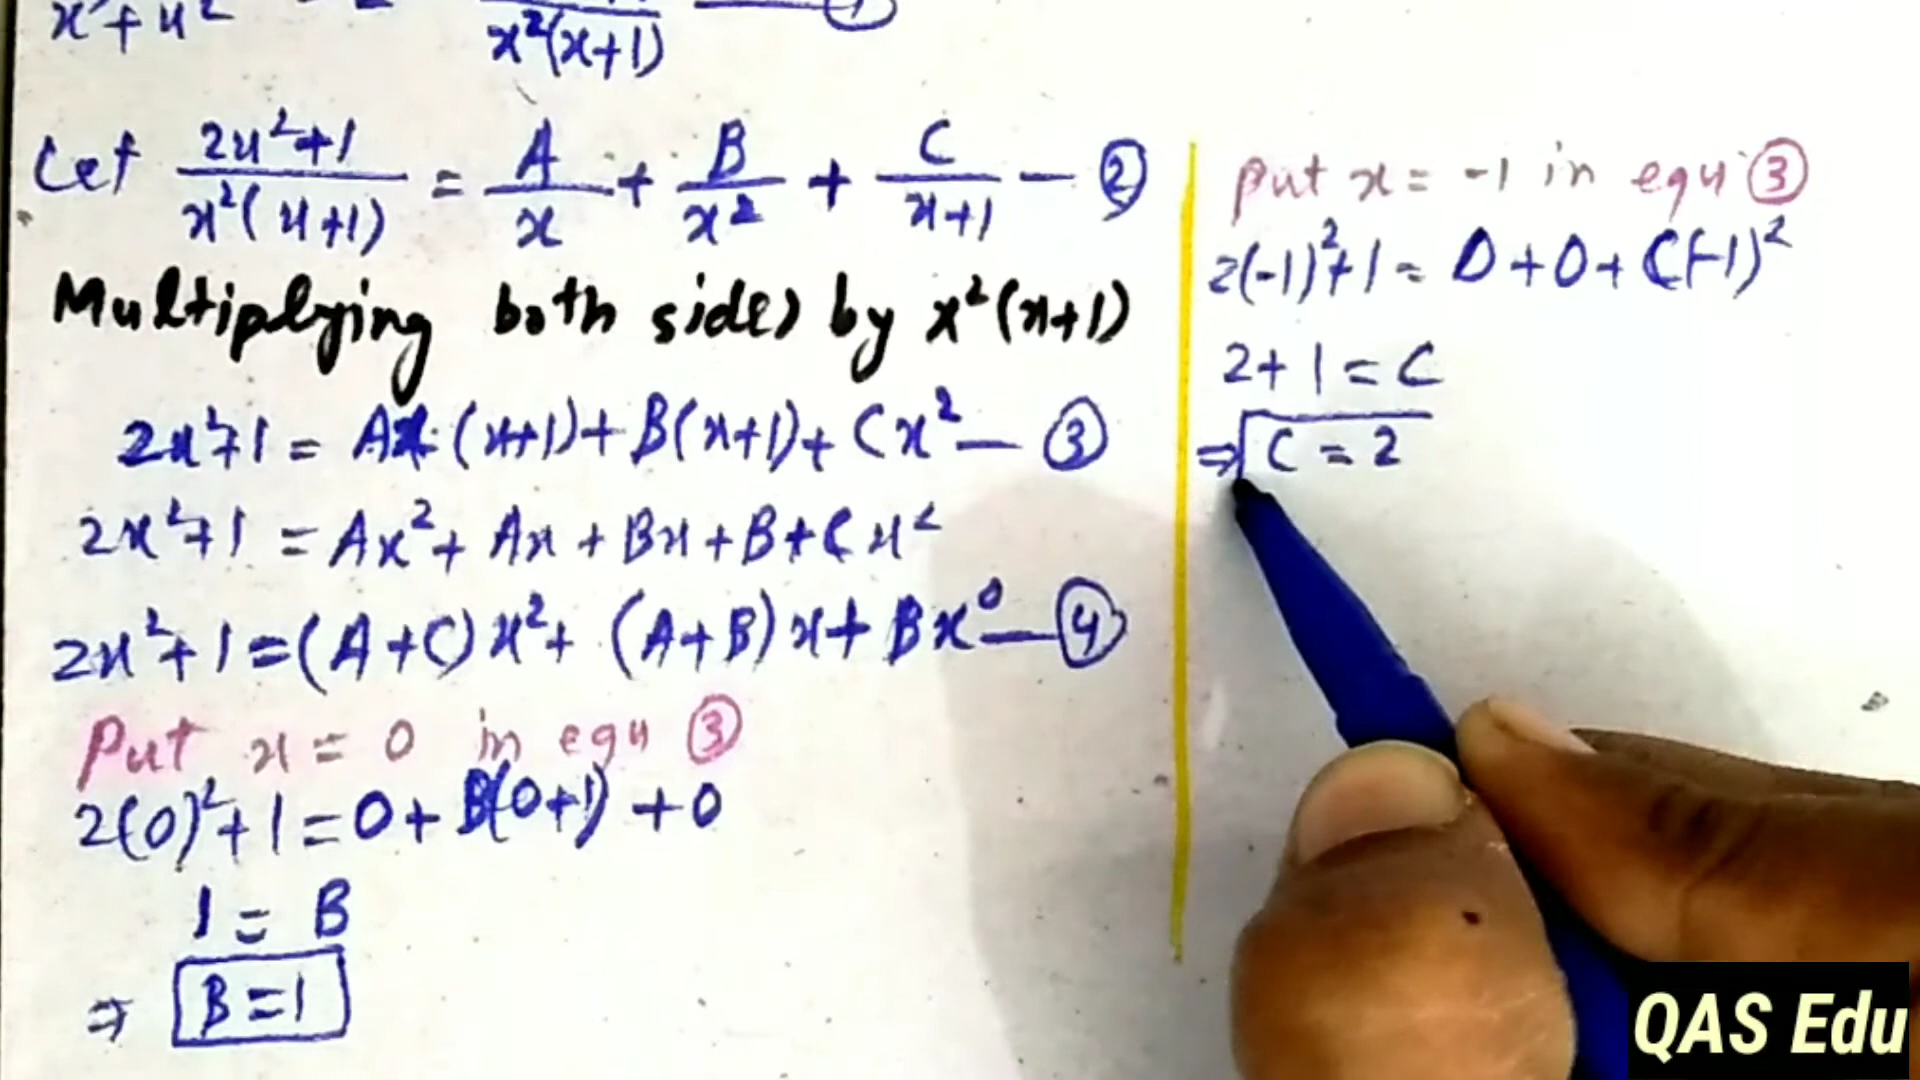 x²(x+1)
Let 2x²+1/x²(x+1) = A/x + B/x² + C/x+1 — ②
Multiplying both sides by x²(x+1)
2x²+1 = Ax·(x+1)+B(x+1)+Cx² — ③
2x²+1 = Ax²+Ax+Bx+B+Cx²
2x²+1=(A+C)x²+(A+B)x+Bx⁰ — ④
Put x = 0 in equ ③
2(0)²+1=0+B(0+1)+0
1 = B
⇒ B=1
put x = -1 in equ ③
2(-1)²+1= 0+0+C(-1)²
2+1=C
⇒ C = 2
QAS Edu